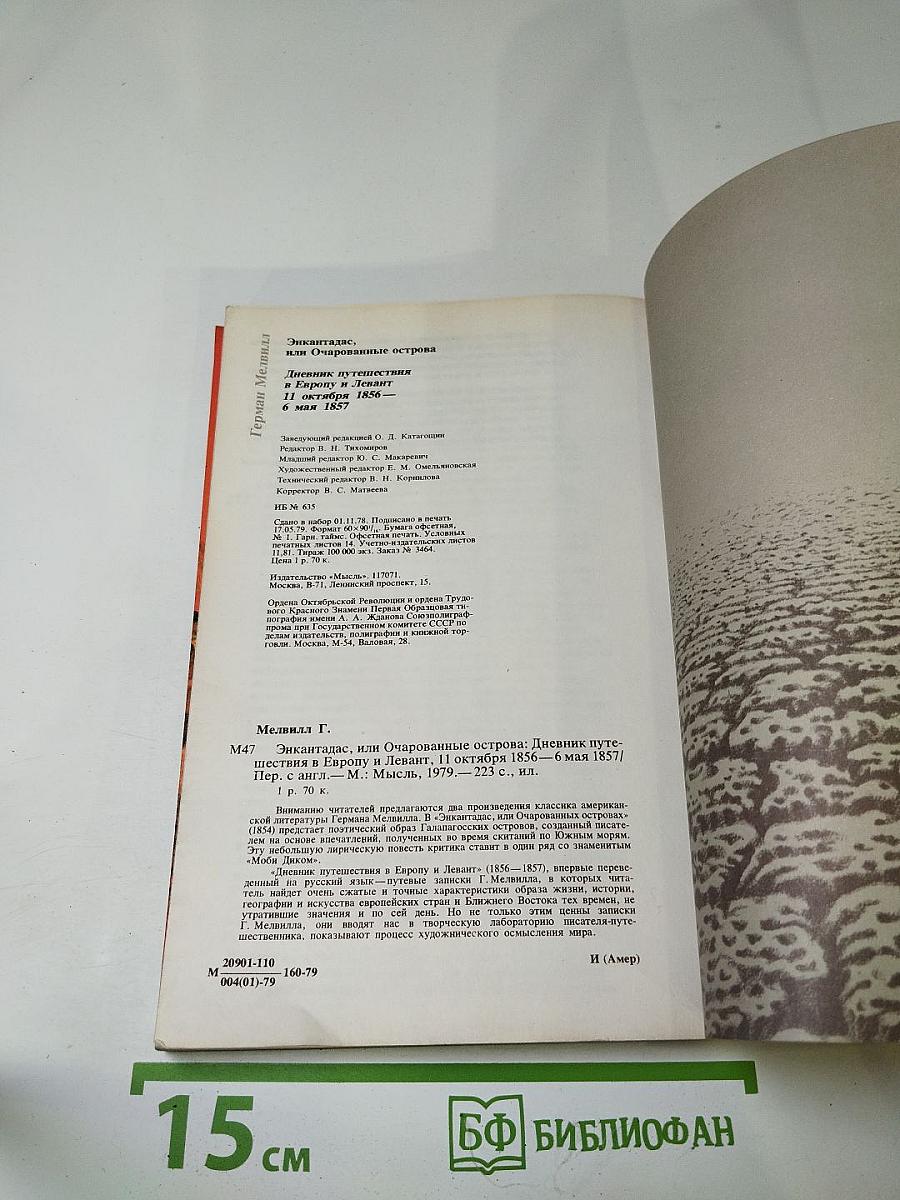 Герман Мелвилл
Энкантадас,
или Очарованные острова
Дневник путешествия
в Европу и Левант
11 октября 1856—
6 мая 1857
Заведующий редакцией О. Д. Катагощин
Редактор В. Н. Тихомиров
Младший редактор Ю. С. Макаревич
Художественный редактор Е. М. Омельяновская
Технический редактор В. Н. Корнилова
Корректор В. С. Матвеева
ИБ № 635
Сдано в набор 01.11.78. Подписано в печать
17.05.79. Формат 60×90¹/₁₆. Бумага офсетная,
№ 1. Гарн. таймс. Офсетная печать. Условных
печатных листов 14. Учетно-издательских листов
11,81. Тираж 100 000 экз. Заказ № 3464.
Цена 1 р. 70 к.
Издательство «Мысль». 117071.
Москва, В-71, Ленинский проспект, 15.
Ордена Октябрьской Революции и ордена Трудо-
вого Красного Знамени Первая Образцовая ти-
пография имени А. А. Жданова Союзполиграф-
прома при Государственном комитете СССР по
делам издательств, полиграфии и книжной тор-
говли. Москва, М-54, Валовая, 28.
Мелвилл Г.
М47 Энкантадас, или Очарованные острова: Дневник путе-
шествия в Европу и Левант, 11 октября 1856—6 мая 1857/
Пер. с англ.— М.: Мысль, 1979.— 223 с., ил.
1 р. 70 к.
Вниманию читателей предлагаются два произведения классика американ-
ской литературы Германа Мелвилла. В «Энкантадас, или Очарованных островах»
(1854) предстает поэтический образ Галапагосских островов, созданный писате-
лем на основе впечатлений, полученных во время скитаний по Южным морям.
Эту небольшую лирическую повесть критика ставит в один ряд со знаменитым
«Моби Диком».
«Дневник путешествия в Европу и Левант» (1856—1857), впервые переве-
денный на русский язык—путевые записки Г. Мелвилла, в которых чита-
тель найдет очень сжатые и точные характеристики образа жизни, истории,
географии и искусства европейских стран и Ближнего Востока тех времен, не
утратившие значения и по сей день. Но не только этим ценны записки
Г. Мелвилла, они вводят нас в творческую лабораторию писателя-путе-
шественника, показывают процесс художнического осмысления мира.
М 20901-110 160-79
004(01)-79
И (Амер)
15 см
БФ БИБЛИОФАН